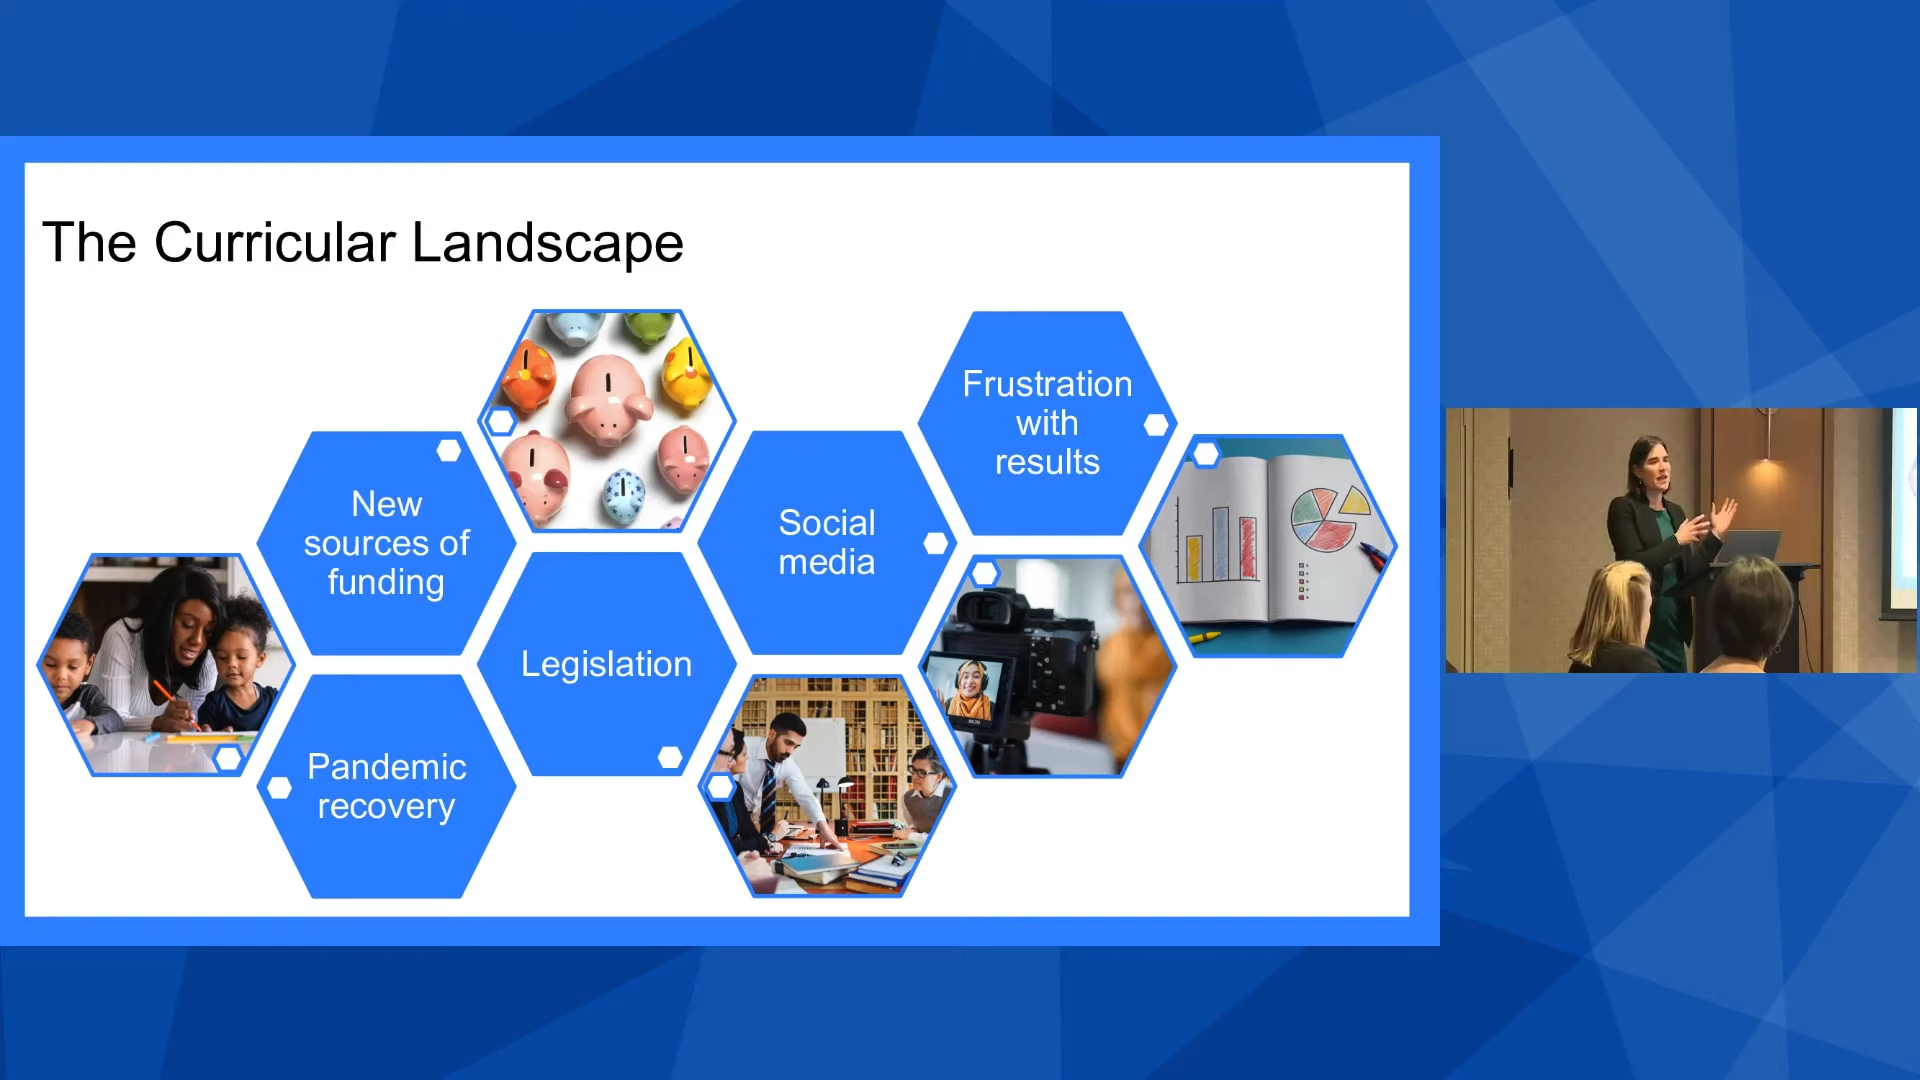 The Curricular Landscape
New
sources of
funding
Pandemic
recovery
Legislation
Social
media
Frustration
with
results